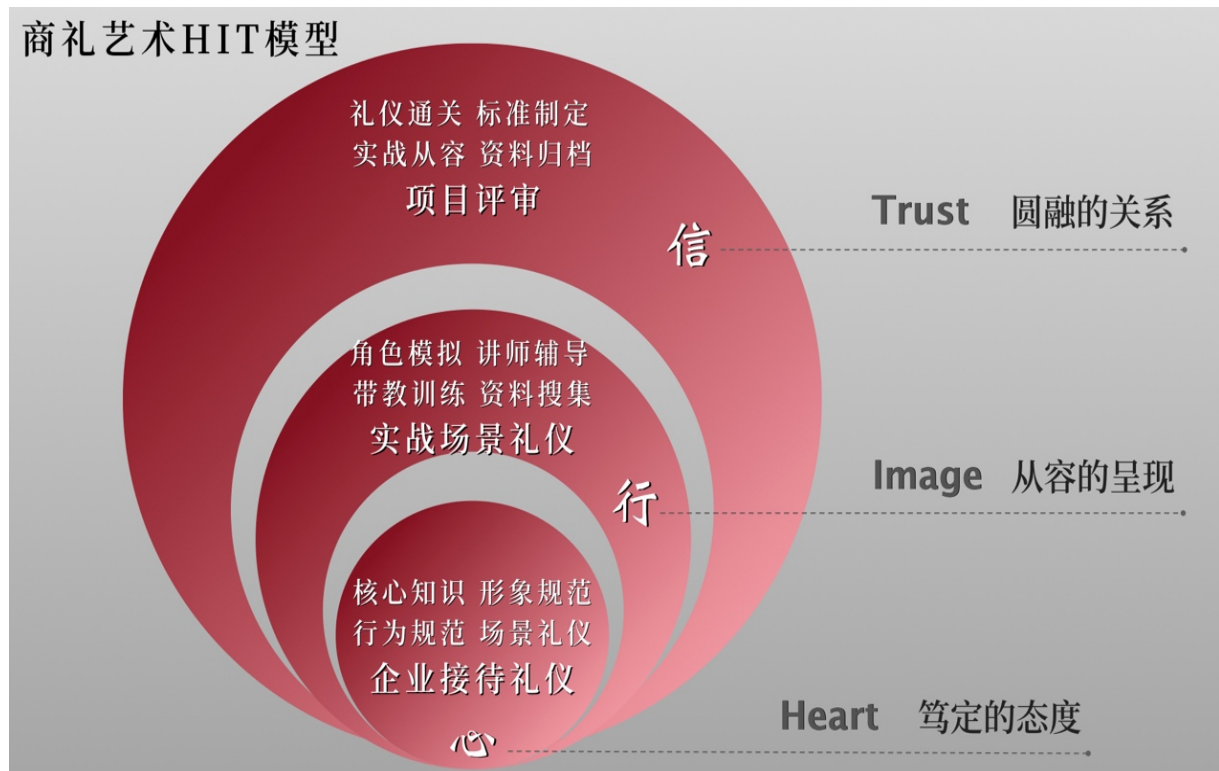 商礼艺术HIT模型
礼仪通关 标准制定
实战从容 资料归档
项目评审
信
Trust 圆融的关系
角色模拟 讲师辅导
带教训练 资料搜集
实战场景礼仪
行
Image 从容的呈现
核心知识 形象规范
行为规范 场景礼仪
企业接待礼仪
心
Heart 笃定的态度